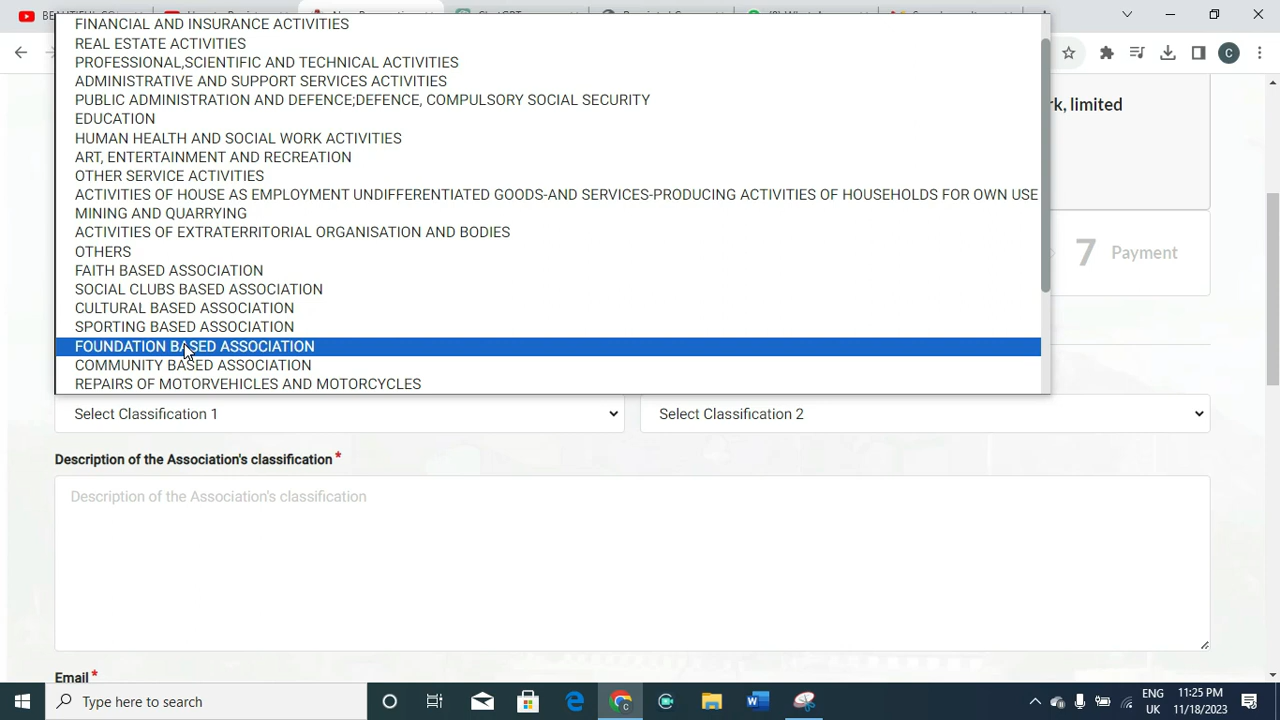 FINANCIAL AND INSURANCE ACTIVITIES
REAL ESTATE ACTIVITIES
PROFESSIONAL,SCIENTIFIC AND TECHNICAL ACTIVITIES
ADMINISTRATIVE AND SUPPORT SERVICES ACTIVITIES
PUBLIC ADMINISTRATION AND DEFENCE;DEFENCE, COMPULSORY SOCIAL SECURITY
EDUCATION
HUMAN HEALTH AND SOCIAL WORK ACTIVITIES
ART, ENTERTAINMENT AND RECREATION
OTHER SERVICE ACTIVITIES
ACTIVITIES OF HOUSE AS EMPLOYMENT UNDIFFERENTIATED GOODS-AND SERVICES-PRODUCING ACTIVITIES OF HOUSEHOLDS FOR OWN USE
MINING AND QUARRYING
ACTIVITIES OF EXTRATERRITORIAL ORGANISATION AND BODIES
OTHERS
FAITH BASED ASSOCIATION
SOCIAL CLUBS BASED ASSOCIATION
CULTURAL BASED ASSOCIATION
SPORTING BASED ASSOCIATION
FOUNDATION BASED ASSOCIATION
COMMUNITY BASED ASSOCIATION
REPAIRS OF MOTORVEHICLES AND MOTORCYCLES
C
limited
7 Payment
Select Classification 1
Select Classification 2
Description of the Association's classification *
Description of the Association's classification
Email *
Type here to search
ENG
UK
11:25 PM
11/18/2023